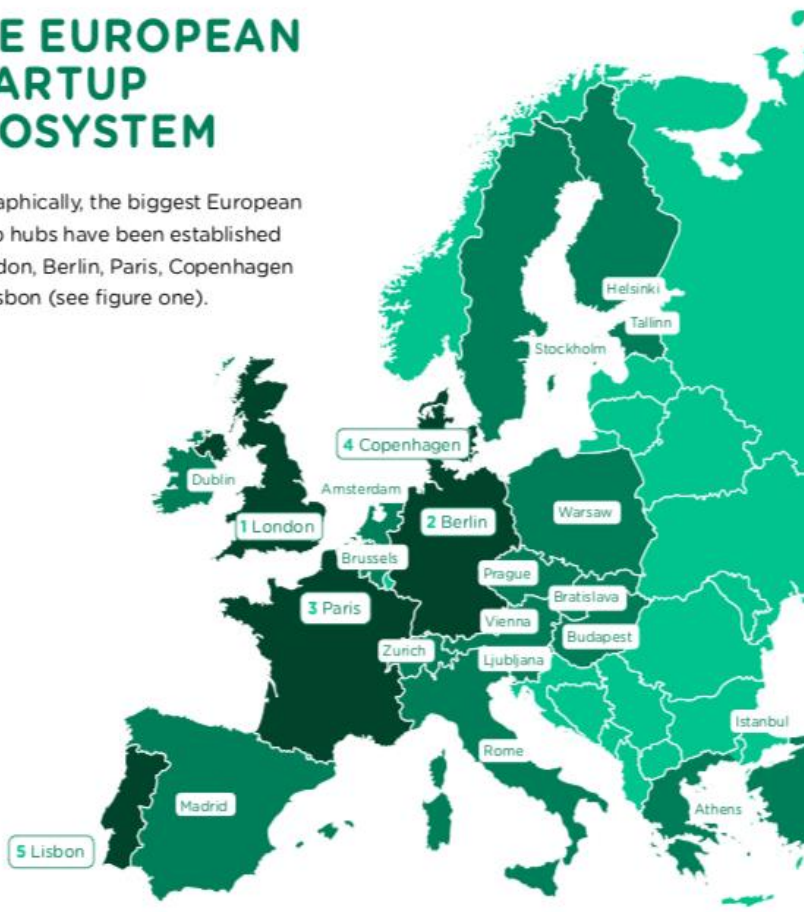 E EUROPEAN
ARTUP
OSYSTEM
aphically, the biggest European
hubs have been established
don, Berlin, Paris, Copenhagen
sbon (see figure one).
Helsinki
Tallinn
Stockholm
4 Copenhagen
Dublin
Amsterdam
1 London
2 Berlin
Warsaw
Brussels
Prague
Bratislava
3 Paris
Vienna
Budapest
Zurich
Ljubljana
Istanbul
Rome
Madrid
Athens
5 Lisbon